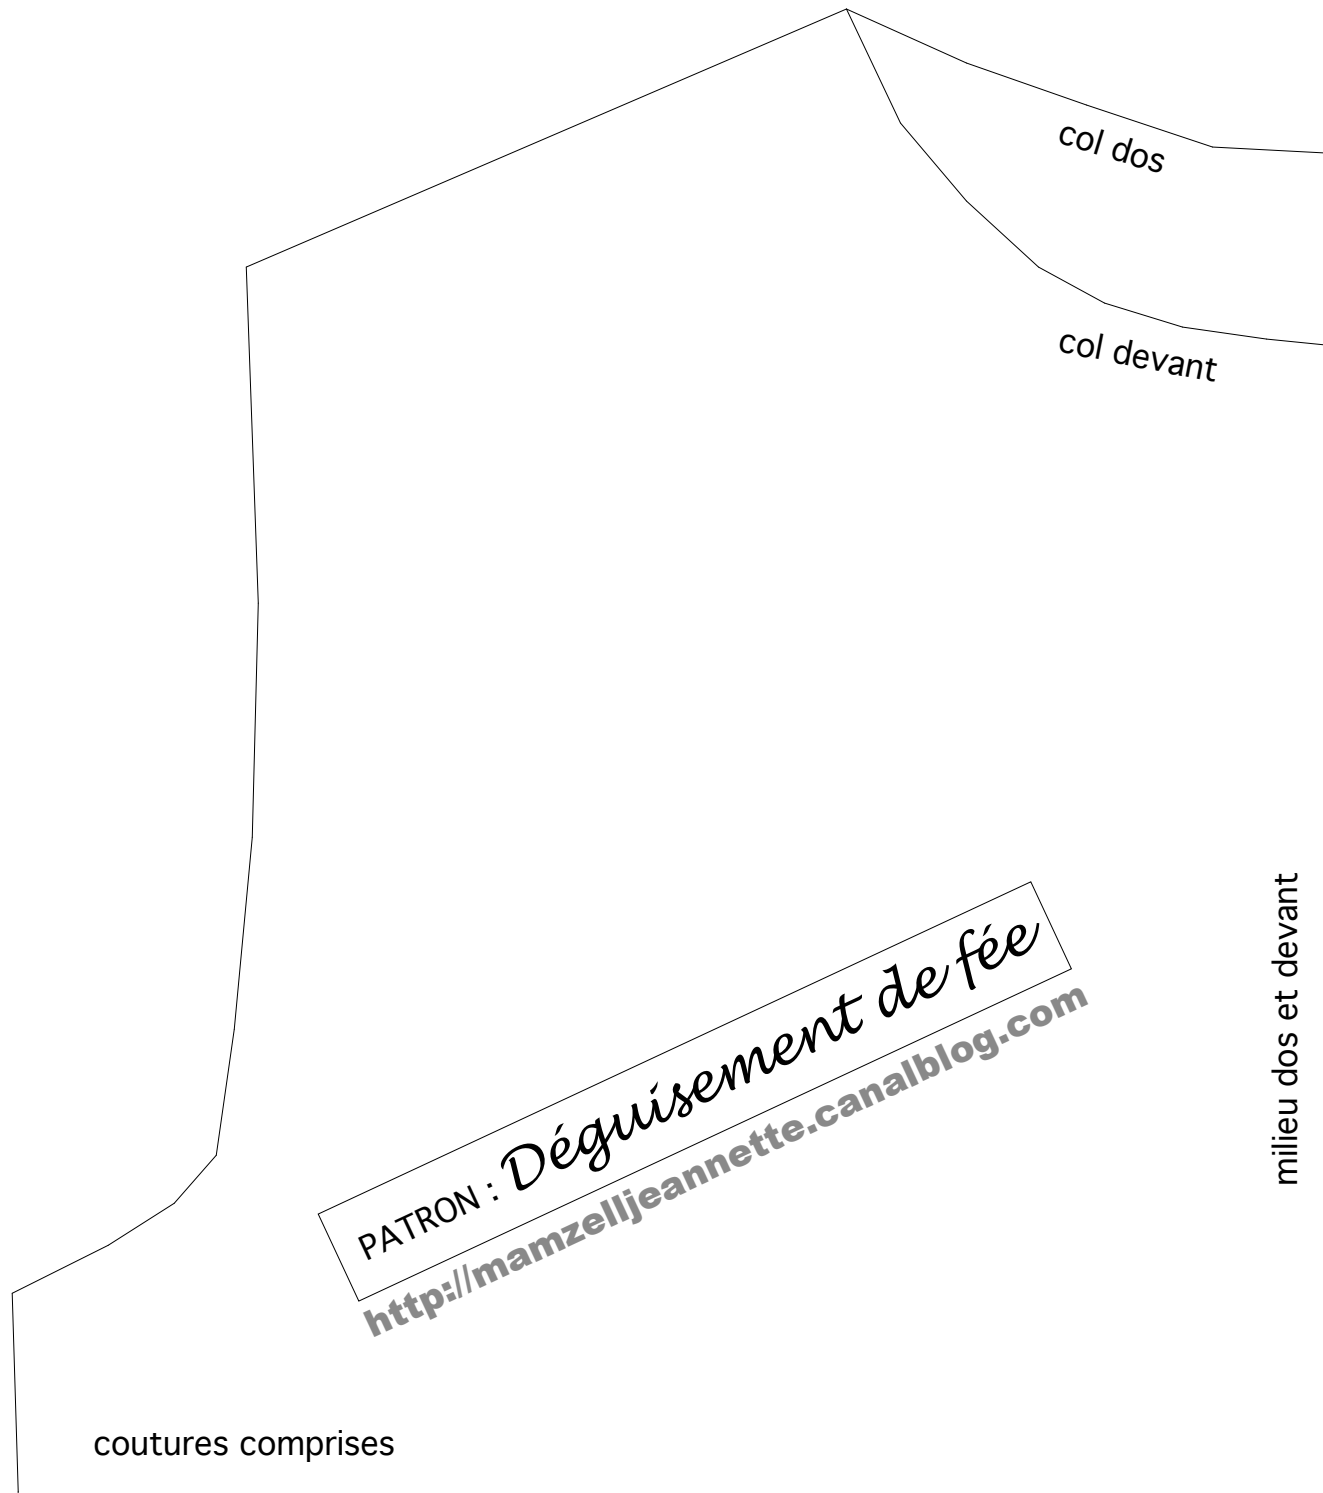 col dos
col devant
milieu dos et devant
PATRON : Déguisement de fée
http://mamzelljeannette.canalblog.com
coutures comprises